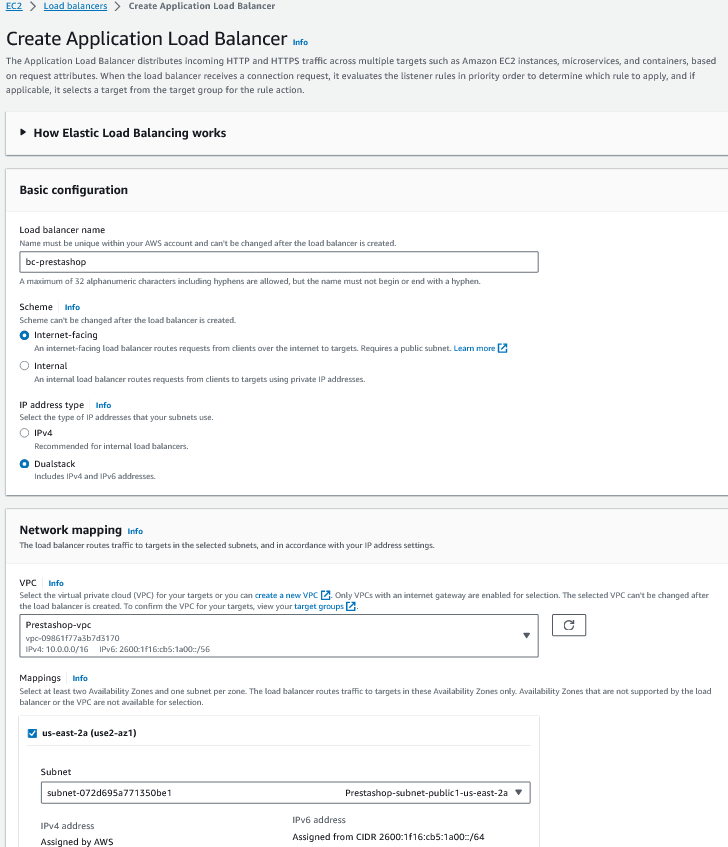 EC2 > Load balancers > Create Application Load Balancer
Create Application Load Balancer Info
The Application Load Balancer distributes incoming HTTP and HTTPS traffic across multiple targets such as Amazon EC2 instances, microservices, and containers, based
on request attributes. When the load balancer receives a connection request, it evaluates the listener rules in priority order to determine which rule to apply, and if
applicable, it selects a target from the target group for the rule action.
How Elastic Load Balancing works
Basic configuration
Load balancer name
Name must be unique within your AWS account and can't be changed after the load balancer is created.
bc-prestashop
A maximum of 32 alphanumeric characters including hyphens are allowed, but the name must not begin or end with a hyphen.
Scheme Info
Scheme can't be changed after the load balancer is created.
Internet-facing
An internet-facing load balancer routes requests from clients over the internet to targets. Requires a public subnet. Learn more
Internal
An internal load balancer routes requests from clients to targets using private IP addresses.
IP address type Info
Select the type of IP addresses that your subnets use.
IPv4
Recommended for internal load balancers.
Dualstack
Includes IPv4 and IPv6 addresses.
Network mapping Info
The load balancer routes traffic to targets in the selected subnets, and in accordance with your IP address settings.
VPC Info
Select the virtual private cloud (VPC) for your targets or you can create a new VPC. Only VPCs with an internet gateway are enabled for selection. The selected VPC can't be changed after
the load balancer is created. To confirm the VPC for your targets, view your target groups.
Prestashop-vpc
vpc-09861f77a3b7d3170
IPv4: 10.0.0.0/16 IPv6: 2600:1f16:cb5:1a00::/56
Mappings Info
Select at least two Availability Zones and one subnet per zone. The load balancer routes traffic to targets in these Availability Zones only. Availability Zones that are not supported by the load
balancer or the VPC are not available for selection.
us-east-2a (use2-az1)
Subnet
subnet-072d695a771350be1 Prestashop-subnet-public1-us-east-2a
IPv4 address
Assigned by AWS
IPv6 address
Assigned from CIDR 2600:1f16:cb5:1a00::/64